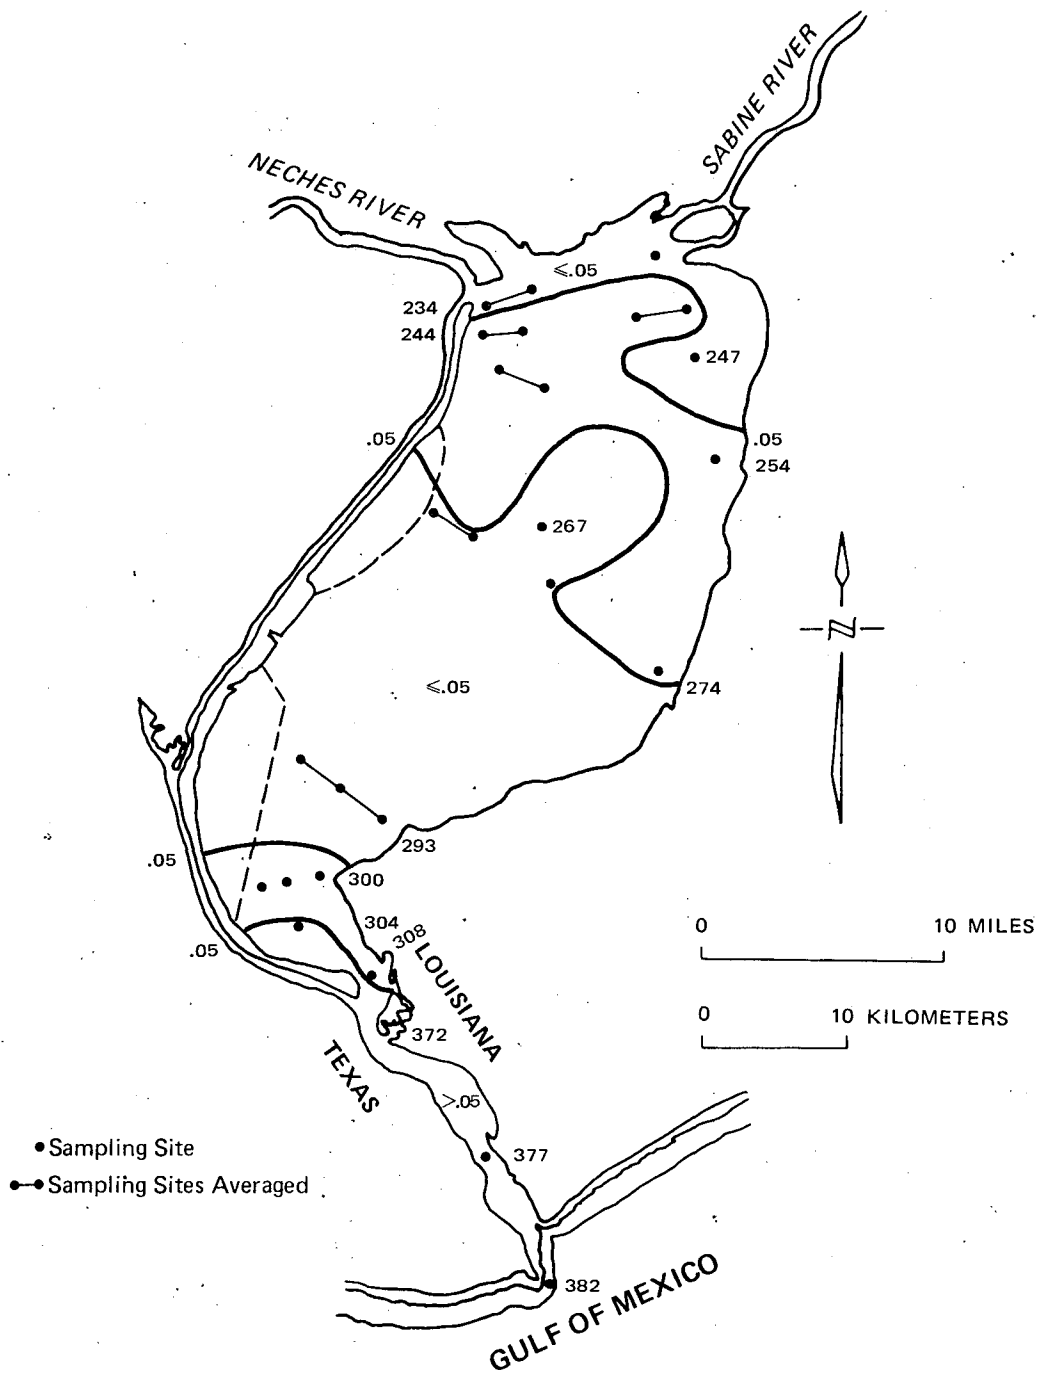 SABINE RIVER
NECHES RIVER
⩽.05
234
244
247
.05
.05
254
267
N
⩽.05
274
293
.05
300
304
0 10 MILES
308
.05
LOUISIANA
0 10 KILOMETERS
372
TEXAS
>.05
Sampling Site
377
Sampling Sites Averaged
382
GULF OF MEXICO